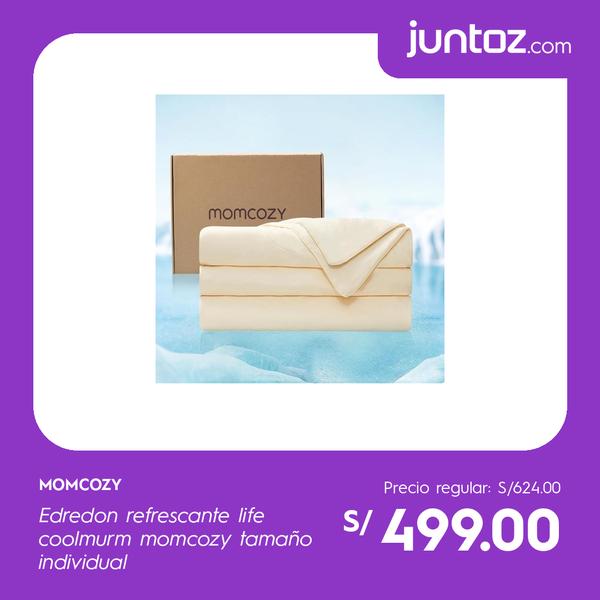 juntoz.com
momcozy
MOMCOZY
Edredon refrescante life
coolmurm momcozy tamaño
individual
Precio regular: S/624.00
S/ 499.00